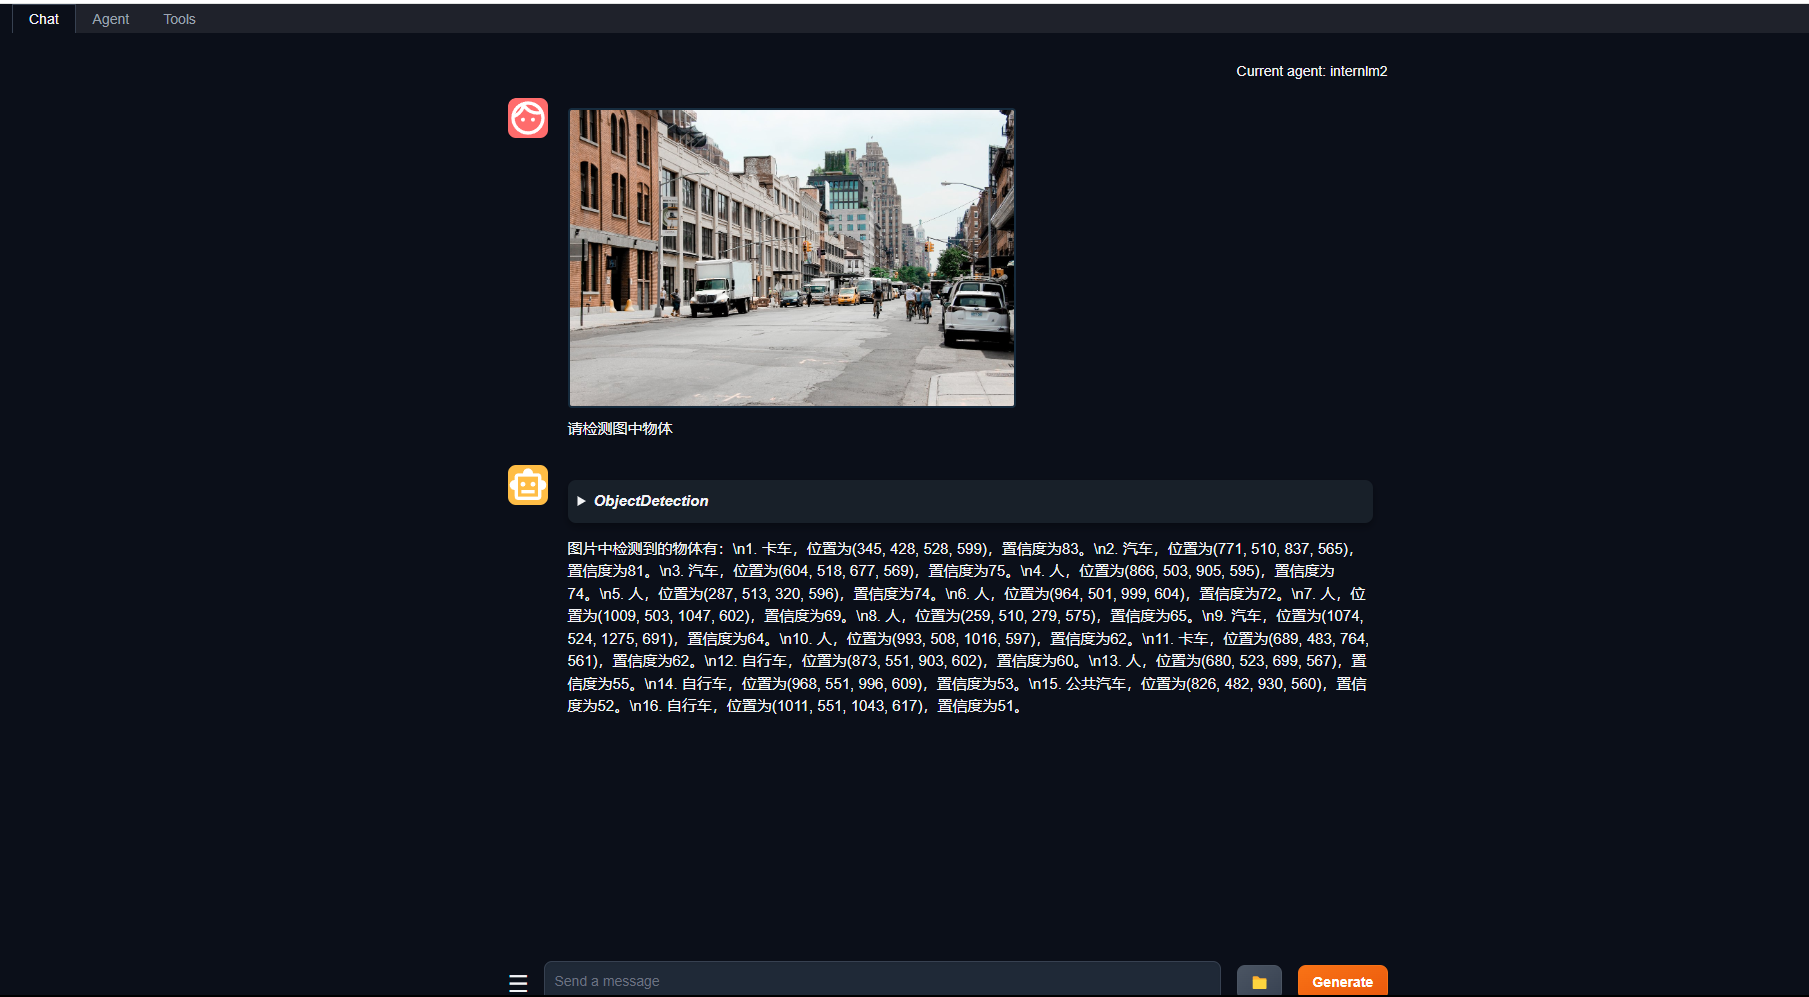 Chat Agent Tools
Current agent: internlm2
请检测图中物体
ObjectDetection
图片中检测到的物体有：\n1. 卡车，位置为(345, 428, 528, 599)，置信度为83。\n2. 汽车，位置为(771, 510, 837, 565)，
置信度为81。\n3. 汽车，位置为(604, 518, 677, 569)，置信度为75。\n4. 人，位置为(866, 503, 905, 595)，置信度为
74。\n5. 人，位置为(287, 513, 320, 596)，置信度为74。\n6. 人，位置为(964, 501, 999, 604)，置信度为72。\n7. 人，位
置为(1009, 503, 1047, 602)，置信度为69。\n8. 人，位置为(259, 510, 279, 575)，置信度为65。\n9. 汽车，位置为(1074,
524, 1275, 691)，置信度为64。\n10. 人，位置为(993, 508, 1016, 597)，置信度为62。\n11. 卡车，位置为(689, 483, 764,
561)，置信度为62。\n12. 自行车，位置为(873, 551, 903, 602)，置信度为60。\n13. 人，位置为(680, 523, 699, 567)，置
信度为55。\n14. 自行车，位置为(968, 551, 996, 609)，置信度为53。\n15. 公共汽车，位置为(826, 482, 930, 560)，置信
度为52。\n16. 自行车，位置为(1011, 551, 1043, 617)，置信度为51。
Send a message
Generate